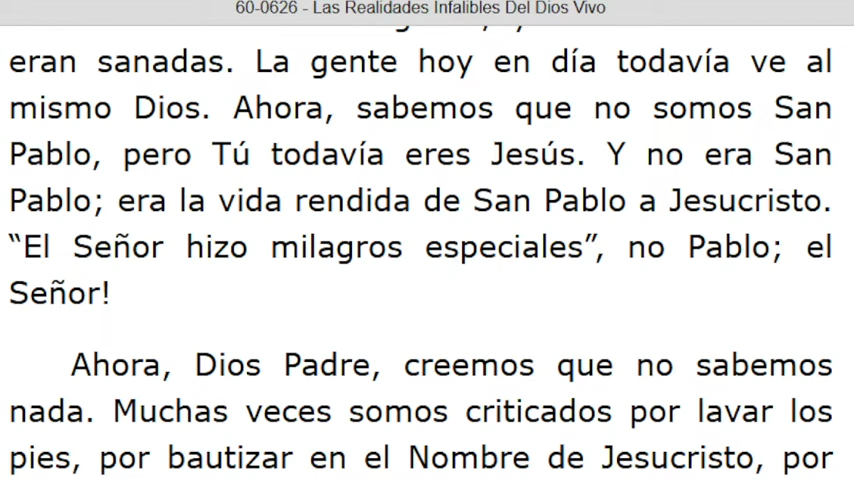 60-0626 - Las Realidades Infalibles Del Dios Vivo
eran sanadas. La gente hoy en día todavía ve al
mismo Dios. Ahora, sabemos que no somos San
Pablo, pero Tú todavía eres Jesús. Y no era San
Pablo; era la vida rendida de San Pablo a Jesucristo.
“El Señor hizo milagros especiales”, no Pablo; el
Señor!
Ahora, Dios Padre, creemos que no sabemos
nada. Muchas veces somos criticados por lavar los
pies, por bautizar en el Nombre de Jesucristo, por